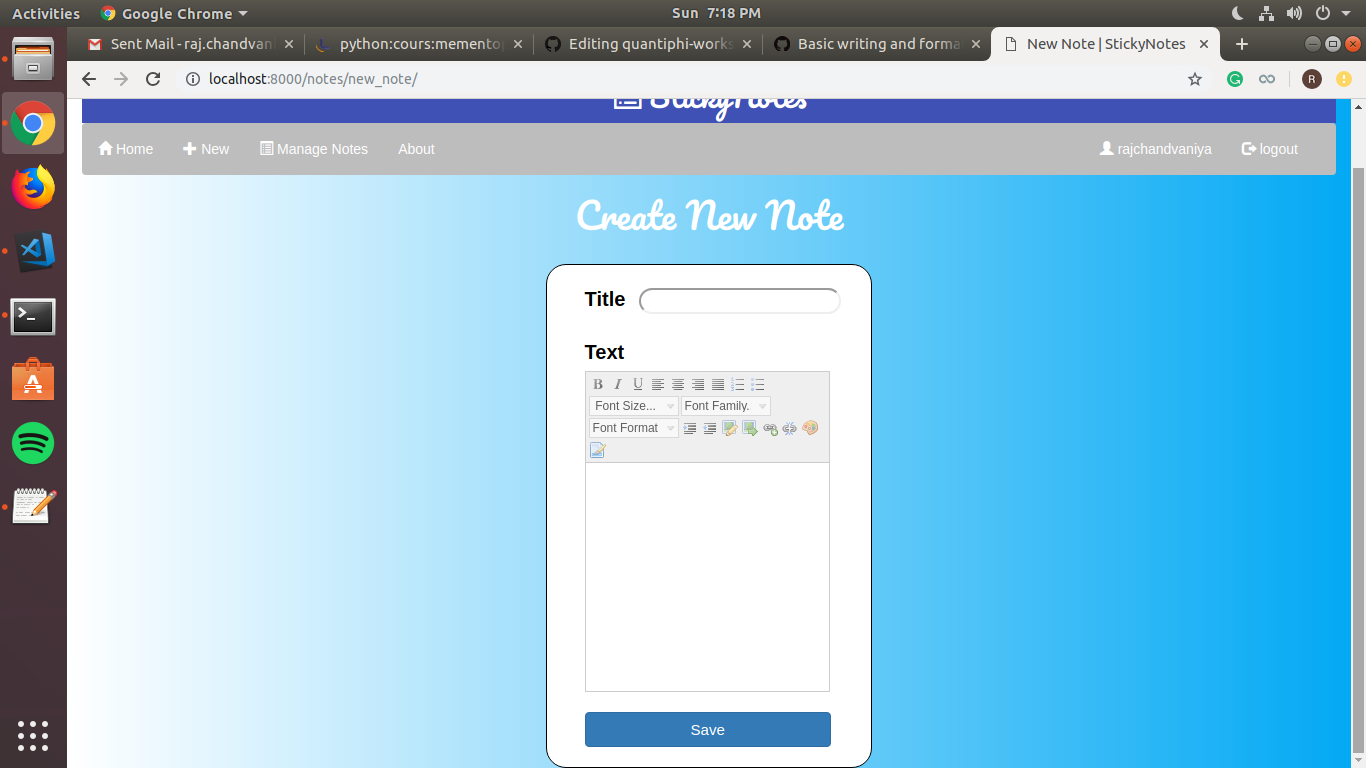 Activities Google Chrome Sun 7:18 PM
Sent Mail - raj.chandvan python:cours:memento Editing quantiphi-works Basic writing and forma New Note | StickyNotes
localhost:8000/notes/new_note/ R
StickyNotes
Home New Manage Notes About rajchandvaniya logout
Create New Note
Title
Text
B I U
Font Size... Font Family.
Font Format
Save